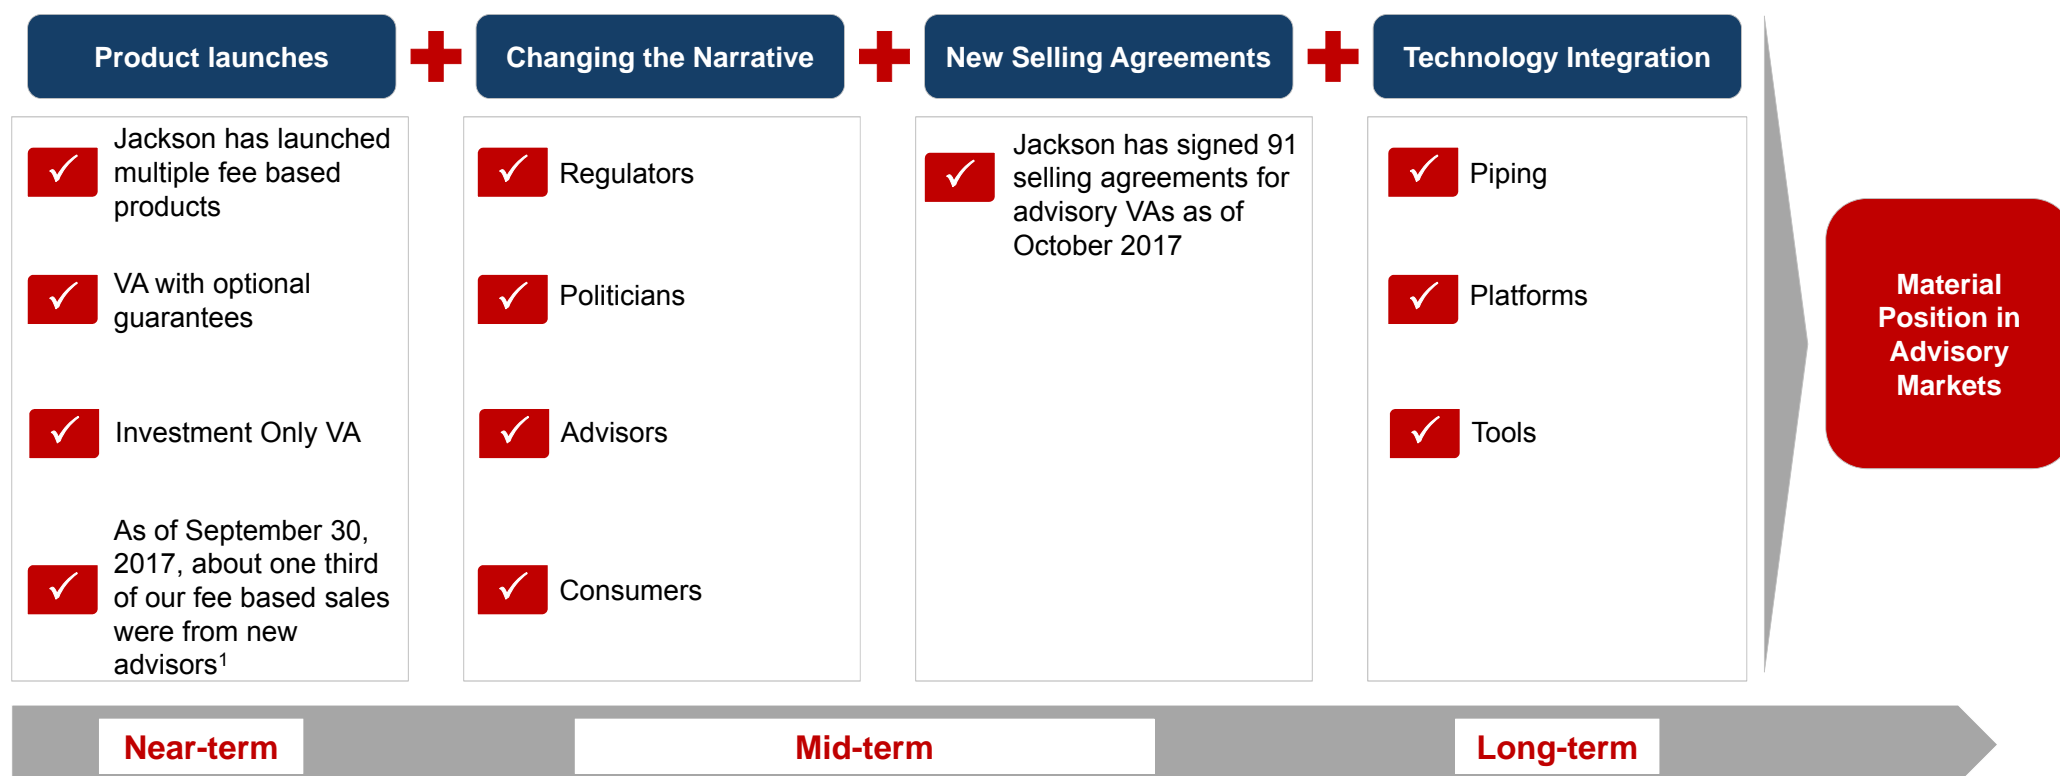 Product launches
Changing the Narrative
New Selling Agreements
Technology Integration
Jackson has launched
multiple fee based
products
VA with optional
guarantees
Investment Only VA
As of September 30,
2017, about one third
of our fee based sales
were from new
advisors1
Regulators
Politicians
Advisors
Consumers
Jackson has signed 91
selling agreements for
advisory VAs as of
October 2017
Piping
Platforms
Tools
Material
Position in
Advisory
Markets
Near-term
Mid-term
Long-term